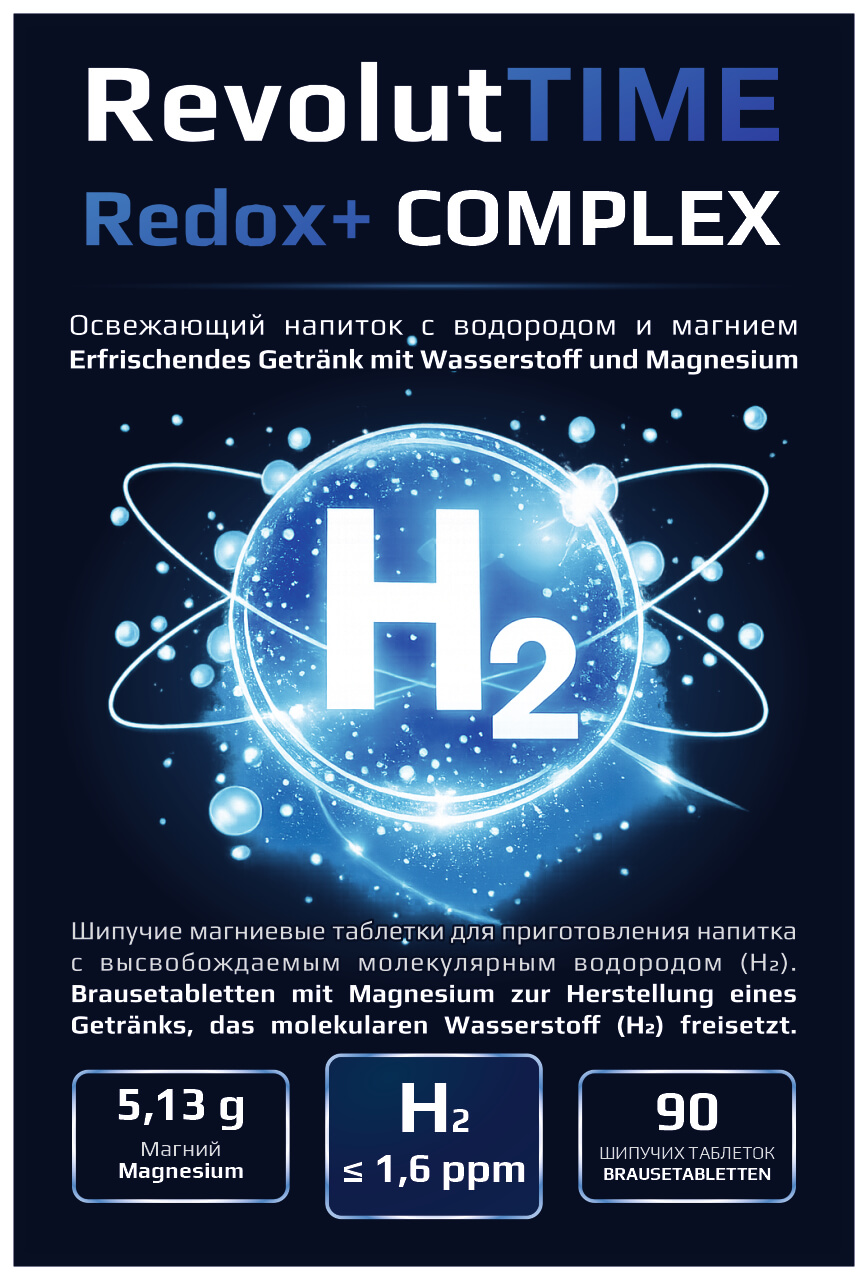 RevolutTIME
Redox+ COMPLEX
Освежающий напиток с водородом и магнием
Erfrischendes Getränk mit Wasserstoff und Magnesium
H₂
Шипучие магниевые таблетки для приготовления напитка
с высвобождаемым молекулярным водородом (H₂).
Brausetabletten mit Magnesium zur Herstellung eines
Getränks, das molekularen Wasserstoff (H₂) freisetzt.
5,13 g
Магний
Magnesium
H₂
≤ 1,6 ppm
90
ШИПУЧИХ ТАБЛЕТОК
BRAUSETABLETTEN